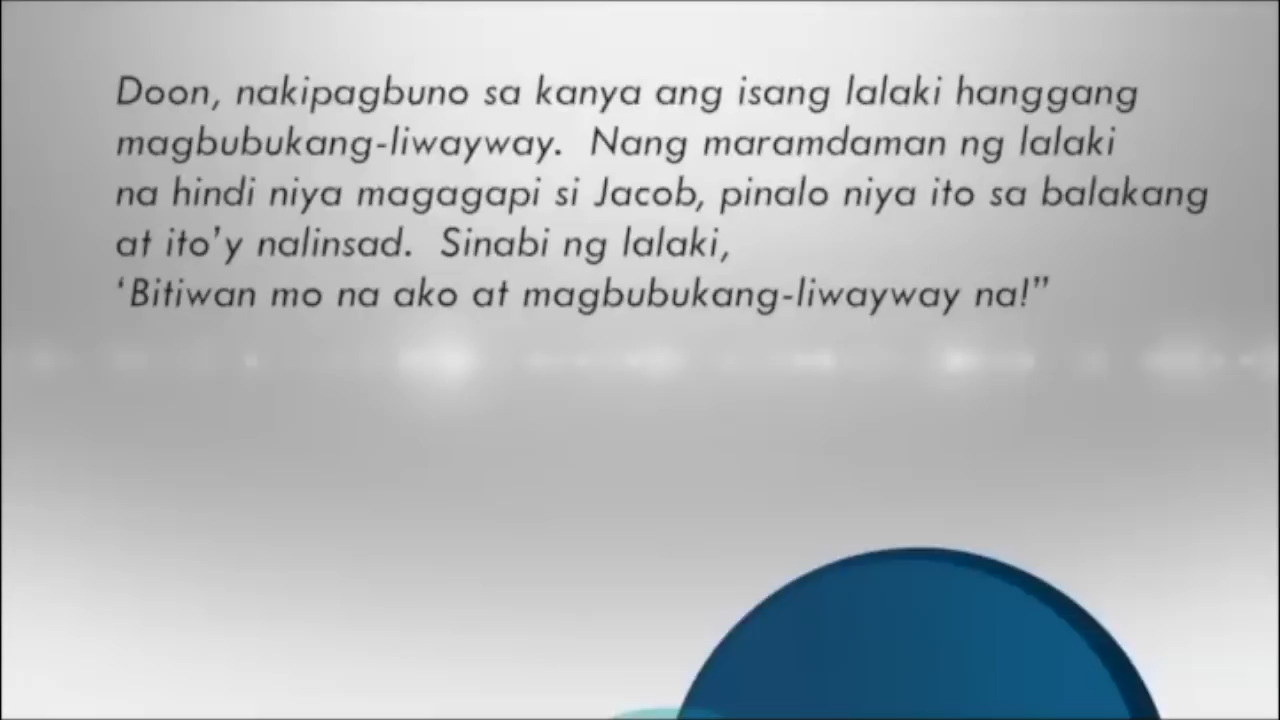 Doon, nakipagbuno sa kanya ang isang lalaki hanggang
magbubukang-liwayway.  Nang maramdaman ng lalaki
na hindi niya magagapi si Jacob, pinalo niya ito sa balakang
at ito’y nalinsad.  Sinabi ng lalaki,
‘Bitiwan mo na ako at magbubukang-liwayway na!”